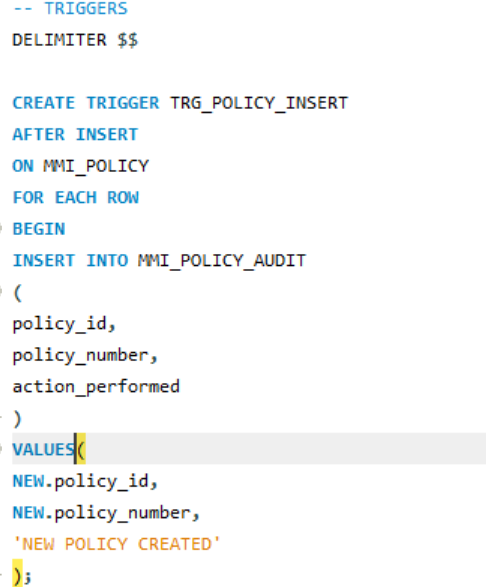 -- TRIGGERS
DELIMITER $$
CREATE TRIGGER TRG_POLICY_INSERT
AFTER INSERT
ON MMI_POLICY
FOR EACH ROW
BEGIN
INSERT INTO MMI_POLICY_AUDIT
(
policy_id,
policy_number,
action_performed
)
VALUES(
NEW.policy_id,
NEW.policy_number,
'NEW POLICY CREATED'
);